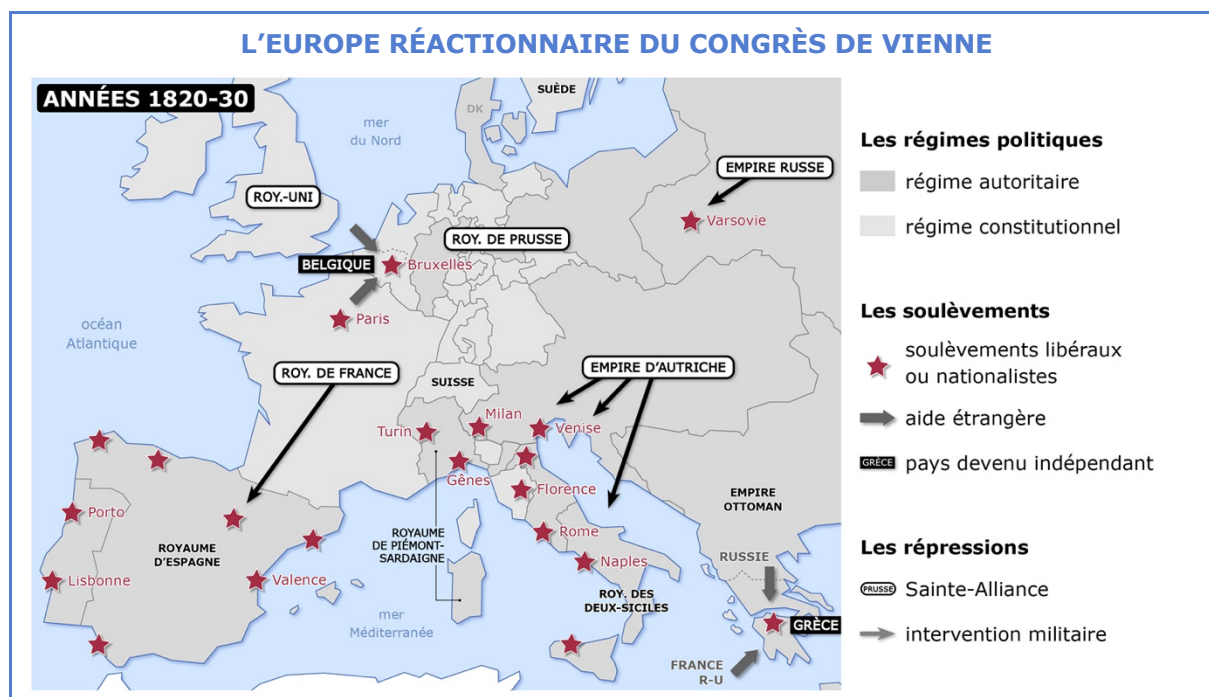 L'EUROPE RÉACTIONNAIRE DU CONGRÈS DE VIENNE
ANNÉES 1820-30
mer
du Nord
DK
SUÈDE
EMPIRE RUSSE
Varsovie
ROY.-UNI
ROY. DE PRUSSE
BELGIQUE
Bruxelles
océan
Atlantique
Paris
ROY. DE FRANCE
SUISSE
EMPIRE D'AUTRICHE
Turin
Milan
Venise
Gênes
Florence
Porto
ROYAUME
D'ESPAGNE
ROYAUME
DE PIÉMONT-
SARDAIGNE
Rome
EMPIRE
OTTOMAN
Lisbonne
Valence
Naples
RUSSIE
mer
Méditerranée
ROY. DES
DEUX-SICILES
GRÈCE
FRANCE
R-U
Les régimes politiques
régime autoritaire
régime constitutionnel
Les soulèvements
soulèvements libéraux
ou nationalistes
aide étrangère
GRÈCE pays devenu indépendant
Les répressions
PRUSSE Sainte-Alliance
intervention militaire